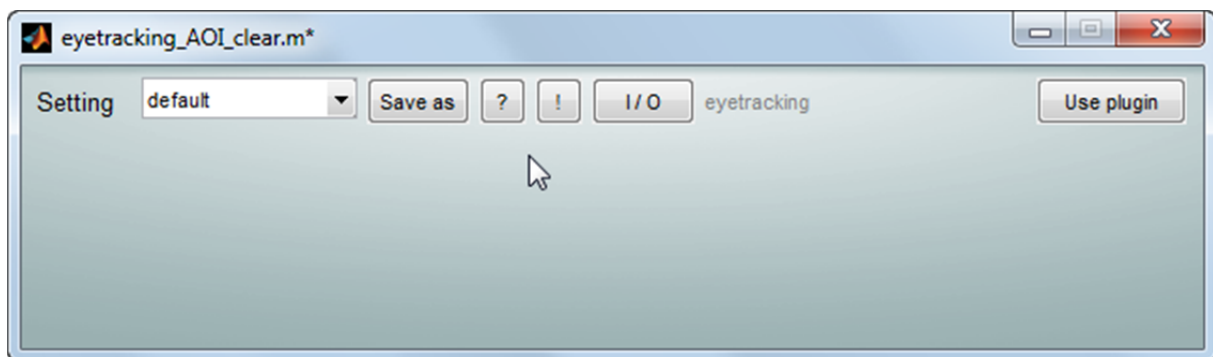 eyetracking_AOI_clear.m*
Setting default Save as ? ! I / O eyetracking Use plugin